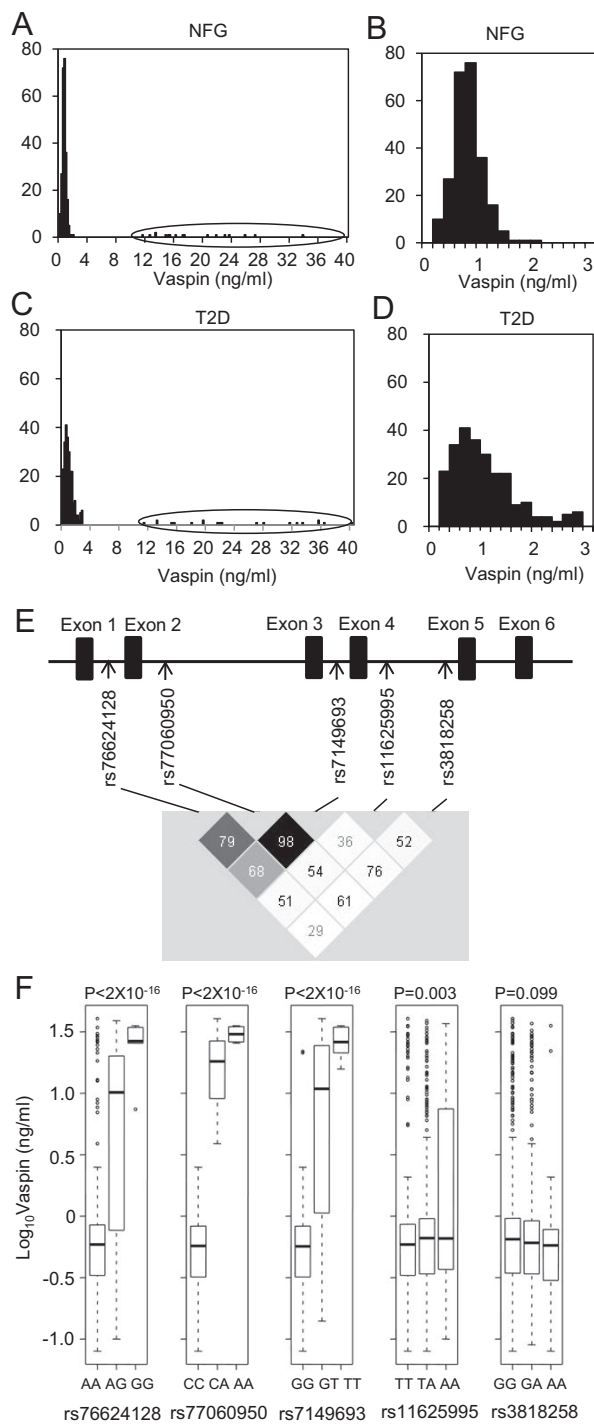 A
NFG
80
60
40
20
0
0 4 8 12 16 20 24 28 32 36 40
Vaspin (ng/ml)
B
NFG
80
60
40
20
0
0 1 2 3
Vaspin (ng/ml)
C
T2D
80
60
40
20
0
0 4 8 12 16 20 24 28 32 36 40
Vaspin (ng/ml)
D
T2D
80
60
40
20
0
0 1 2 3
Vaspin (ng/ml)
E
Exon 1 Exon 2 Exon 3 Exon 4 Exon 5 Exon 6
rs76624128
rs77060950
rs7149693
rs11625995
rs3818258
79 98 36 52
68 54 76
51 61
29
F
P<2X10⁻¹⁶ P<2X10⁻¹⁶ P<2X10⁻¹⁶ P=0.003 P=0.099
Log₁₀Vaspin (ng/ml)
1.5
1.0
0.5
0
-0.5
-1.0
AA AG GG CC CA AA GG GT TT TT TA AA GG GA AA
rs76624128 rs77060950 rs7149693 rs11625995 rs3818258